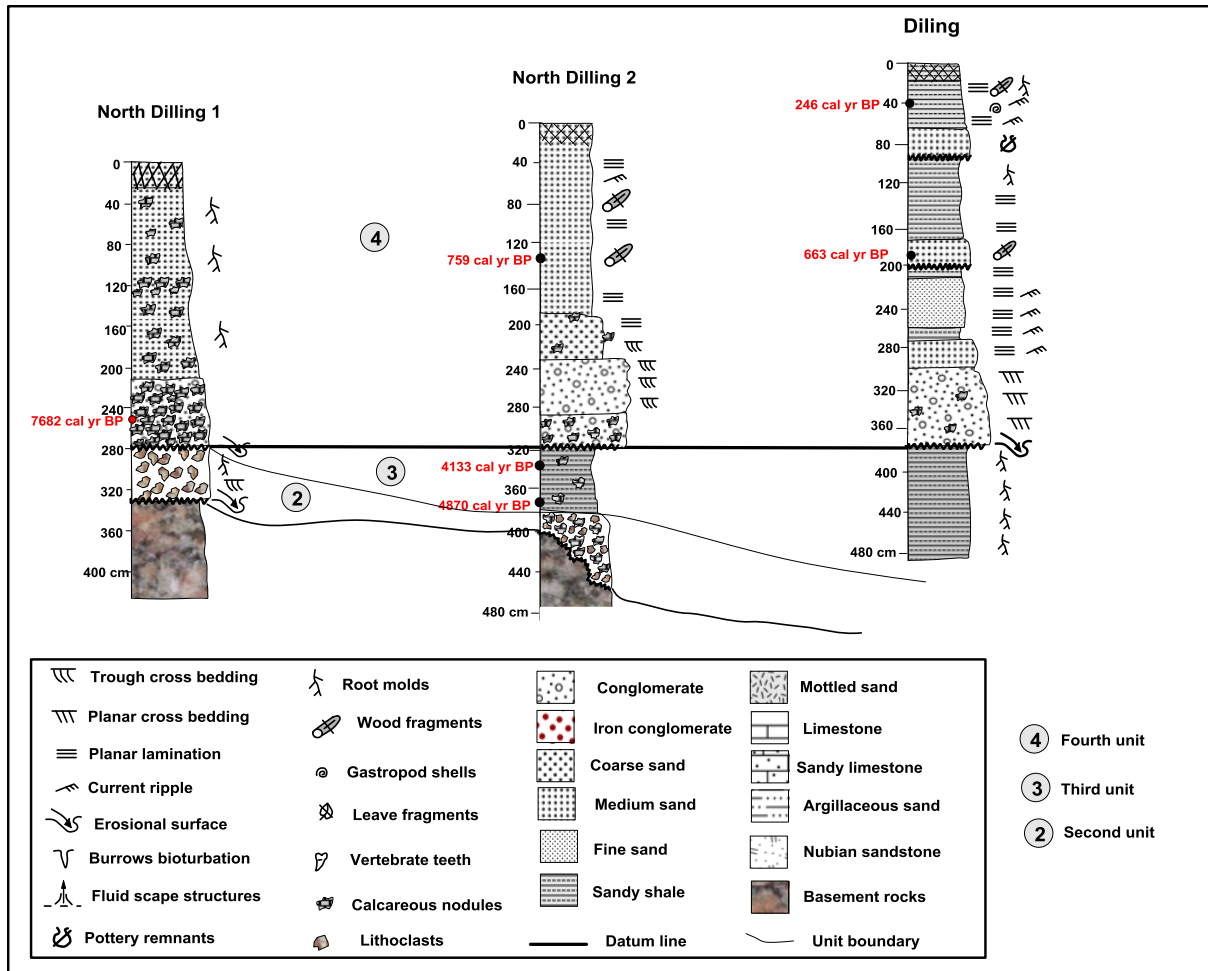 Diling
North Dilling 2
North Dilling 1
0
40
80
120
160
200
240
280
320
360
400 cm
7682 cal yr BP
0
40
80
120
160
200
240
280
320
360
400
440
480 cm
759 cal yr BP
4133 cal yr BP
4870 cal yr BP
0
40
80
120
160
200
240
280
320
360
400
440
480 cm
246 cal yr BP
663 cal yr BP
4
3
2
Trough cross bedding
Planar cross bedding
Planar lamination
Current ripple
Erosional surface
Burrows bioturbation
Fluid scape structures
Pottery remnants
Root molds
Wood fragments
Gastropod shells
Leave fragments
Vertebrate teeth
Calcareous nodules
Lithoclasts
Conglomerate
Iron conglomerate
Coarse sand
Medium sand
Fine sand
Sandy shale
Datum line
Mottled sand
Limestone
Sandy limestone
Argillaceous sand
Nubian sandstone
Basement rocks
Unit boundary
4 Fourth unit
3 Third unit
2 Second unit